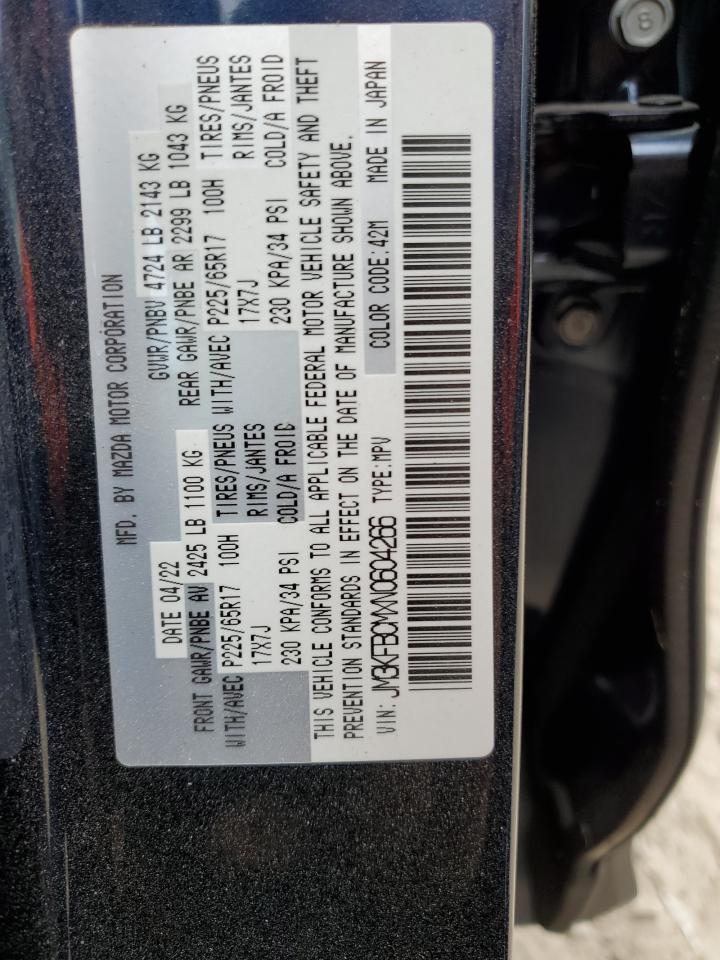 MFD. BY MAZDA MOTOR CORPORATION
DATE 04/22 GVWR/PNBV 4724 LB 2143 KG
FRONT GAWR/PNBE AV 2425 LB 1100 KG REAR GAWR/PNBE AR 2299 LB 1043 KG
WITH/AVEC P225/65R17 100H TIRES/PNEUS WITH/AVEC P225/65R17 100H TIRES/PNEUS
17X7J RIMS/JANTES 17X7J RIMS/JANTES
230 KPA/34 PSI COLD/A FROID 230 KPA/34 PSI COLD/A FROID
THIS VEHICLE CONFORMS TO ALL APPLICABLE FEDERAL MOTOR VEHICLE SAFETY AND THEFT
PREVENTION STANDARDS IN EFFECT ON THE DATE OF MANUFACTURE SHOWN ABOVE.
VIN: JM3KFBCMXN0604266 TYPE:MPV COLOR CODE:42M MADE IN JAPAN
8